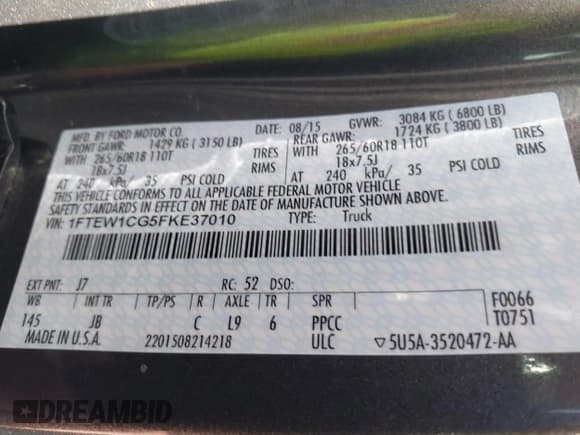 MFD. BY FORD MOTOR CO. DATE: 08/15 GVWR: 3084 KG ( 6800 LB)
FRONT GAWR: 1429 KG ( 3150 LB) REAR GAWR: 1724 KG ( 3800 LB)
WITH 265/60R18 110T TIRES WITH 265/60R18 110T TIRES
18x7.5J RIMS 18x7.5J RIMS
AT 240 kPa/ 35 PSI COLD AT 240 kPa/ 35 PSI COLD
THIS VEHICLE CONFORMS TO ALL APPLICABLE FEDERAL MOTOR VEHICLE
SAFETY STANDARDS IN EFFECT ON THE DATE OF MANUFACTURE SHOWN ABOVE.
VIN: 1FTEW1CG5FKE37010 TYPE: Truck
EXT PNT: J7 RC: 52 DSO:
WB INT TR TP/PS R AXLE TR SPR F0066
145 JB C L9 6 PPCC T0751
MADE IN U.S.A. 2201508214218 ULC ▽5U5A-3520472-AA
DREAMBID